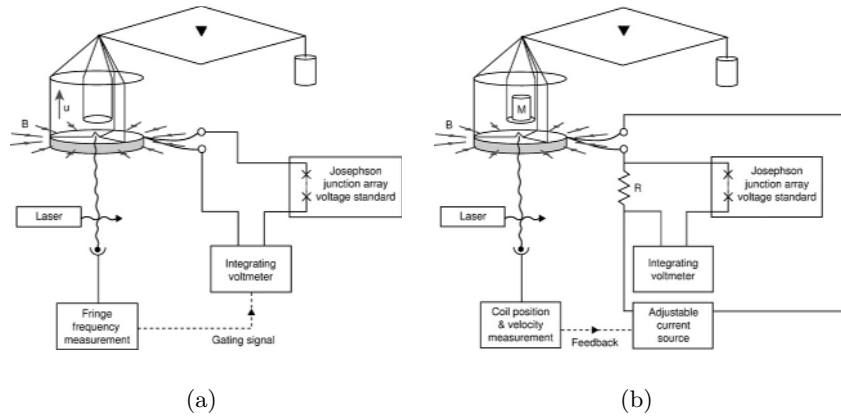 u
B
Josephson
junction array
voltage standard
Laser
Integrating
voltmeter
Fringe
frequency
measurement
Gating signal
(a)
M
B
R
Josephson
junction array
voltage standard
Laser
Integrating
voltmeter
Coil position
& velocity
measurement
Feedback
Adjustable
current
source
(b)